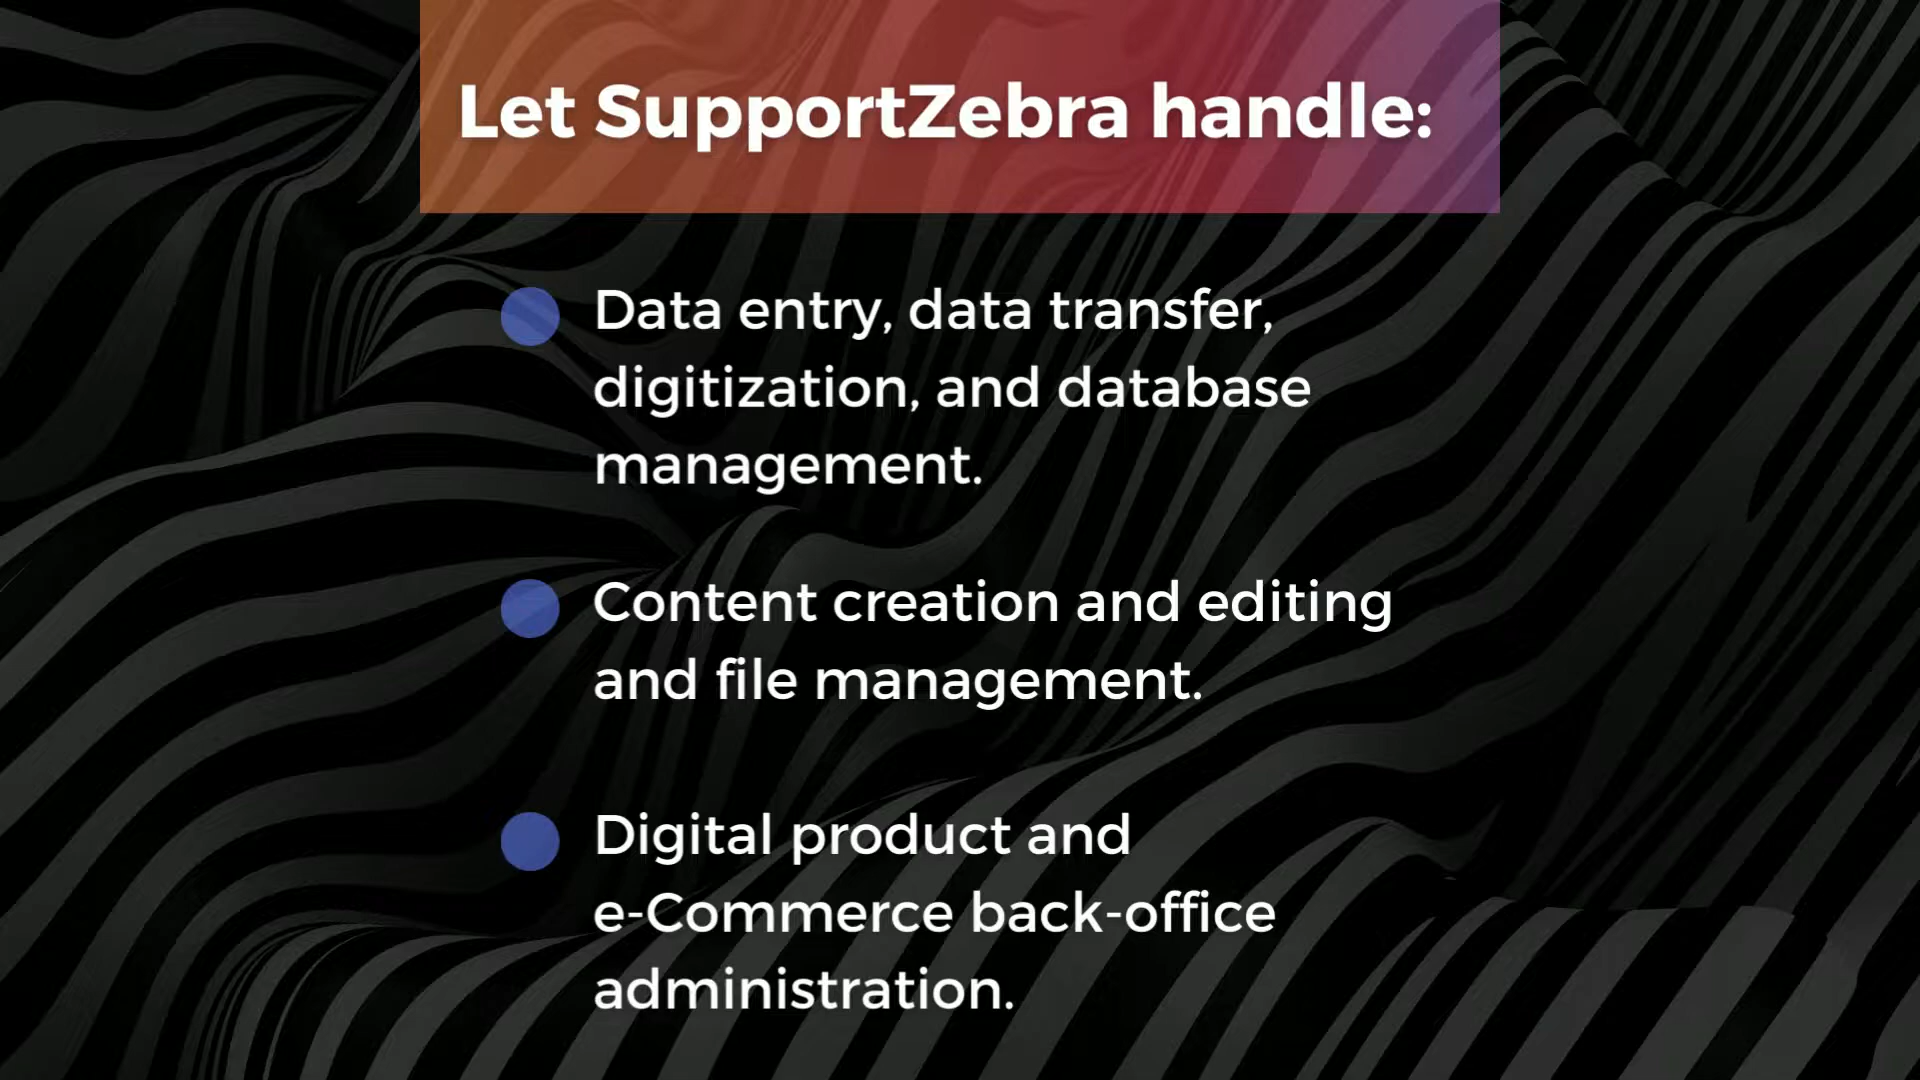 Let SupportZebra handle:
Data entry, data transfer,
digitization, and database
management.
Content creation and editing
and file management.
Digital product and
e-Commerce back-office
administration.